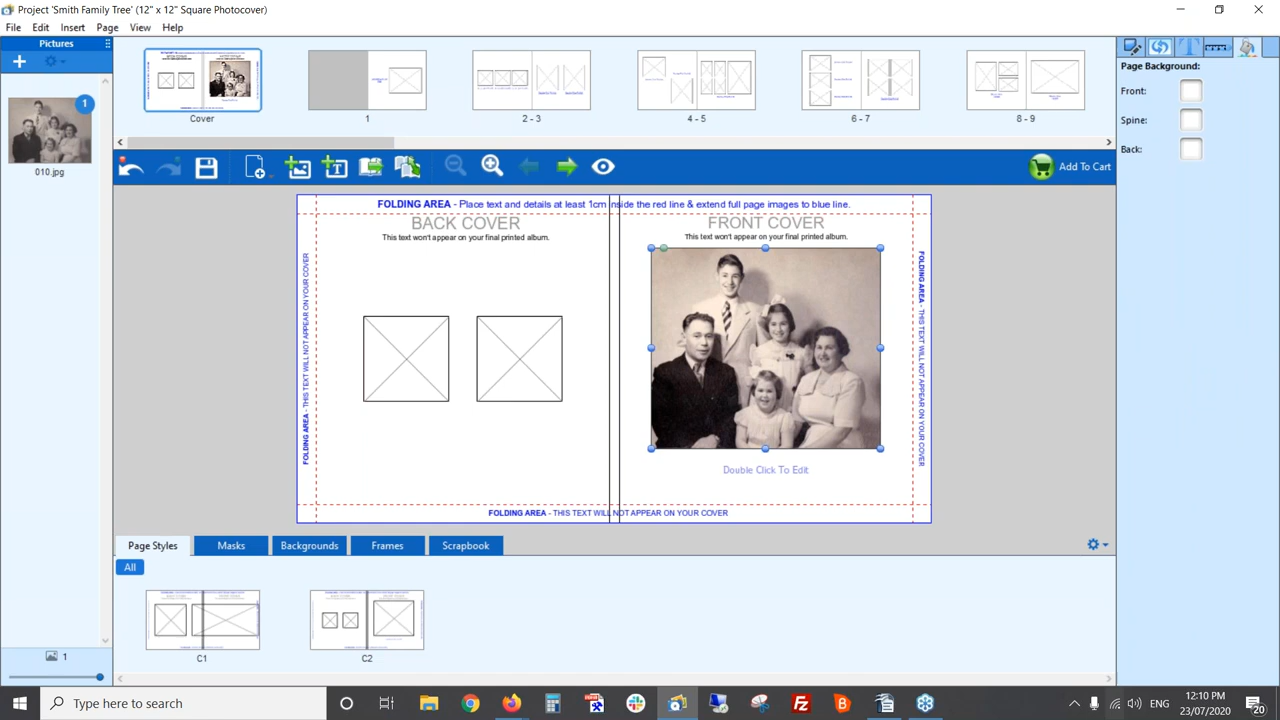 Project 'Smith Family Tree' (12" x 12" Square Photocover)
File Edit Insert Page View Help
Pictures
1
010.jpg
Cover
1
2 - 3
4 - 5
6 - 7
8 - 9
Add To Cart
Page Background:
Front:
Spine:
Back:
FOLDING AREA - Place text and details at least 1cm inside the red line & extend full page images to blue line.
BACK COVER
This text won't appear on your final printed album.
FRONT COVER
This text won't appear on your final printed album.
FOLDING AREA - THIS TEXT WILL NOT APPEAR ON YOUR COVER
FOLDING AREA - THIS TEXT WILL NOT APPEAR ON YOUR COVER
Double Click To Edit
FOLDING AREA - THIS TEXT WILL NOT APPEAR ON YOUR COVER
Page Styles Masks Backgrounds Frames Scrapbook
All
C1
C2
1
Type here to search
ENG
12:10 PM
23/07/2020
20